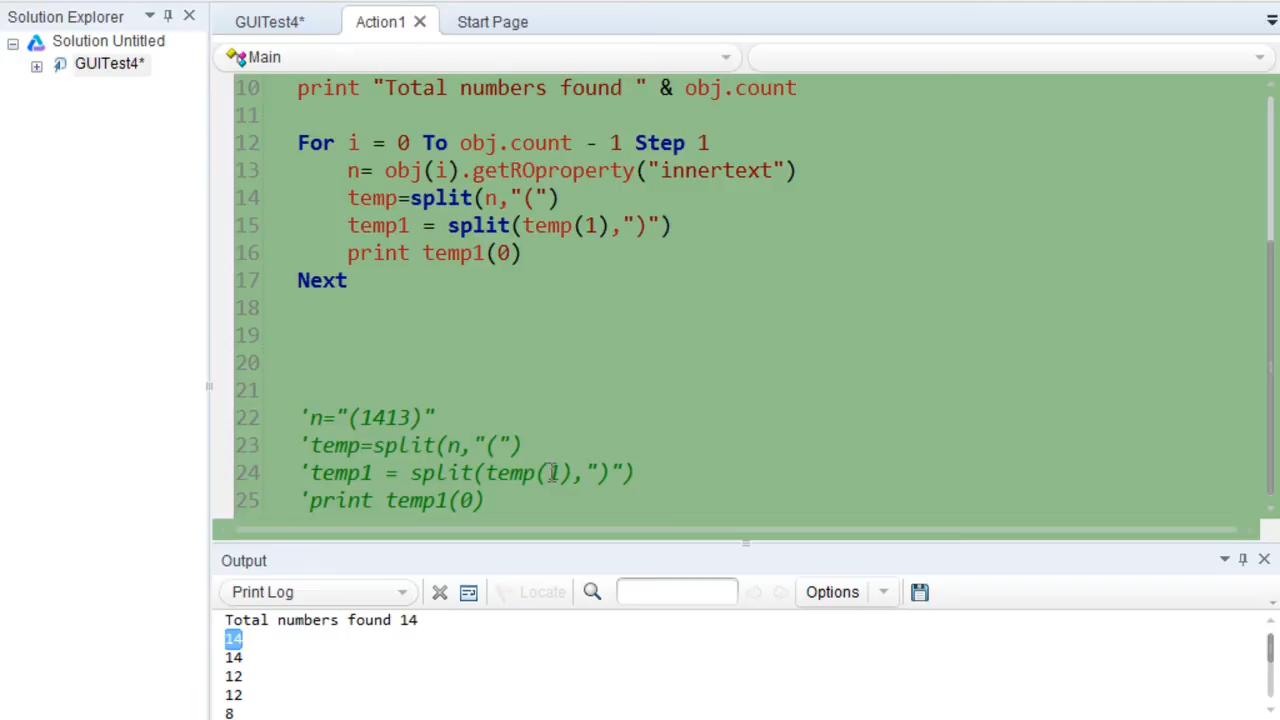 Solution Explorer
Solution Untitled
GUITest4*
GUITest4*
Action1
Start Page
Main
10 print "Total numbers found " & obj.count
11
12 For i = 0 To obj.count - 1 Step 1
13 n= obj(i).getROproperty("innertext")
14 temp=split(n,"(")
15 temp1 = split(temp(1),")")
16 print temp1(0)
17 Next
18
19
20
21
22 'n="(1413)"
23 'temp=split(n,"(")
24 'temp1 = split(temp(1),")")
25 'print temp1(0)
Output
Print Log
Locate
Options
Total numbers found 14
14
14
12
12
8